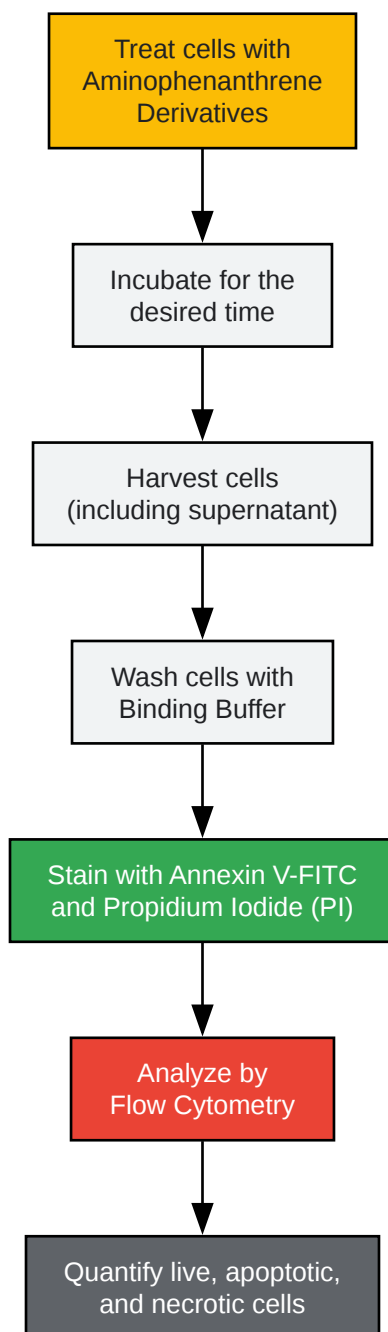 Treat cells with
Aminophenanthrene
Derivatives
Incubate for the
desired time
Harvest cells
(including supernatant)
Wash cells with
Binding Buffer
Stain with Annexin V-FITC
and Propidium Iodide (PI)
Analyze by
Flow Cytometry
Quantify live, apoptotic,
and necrotic cells